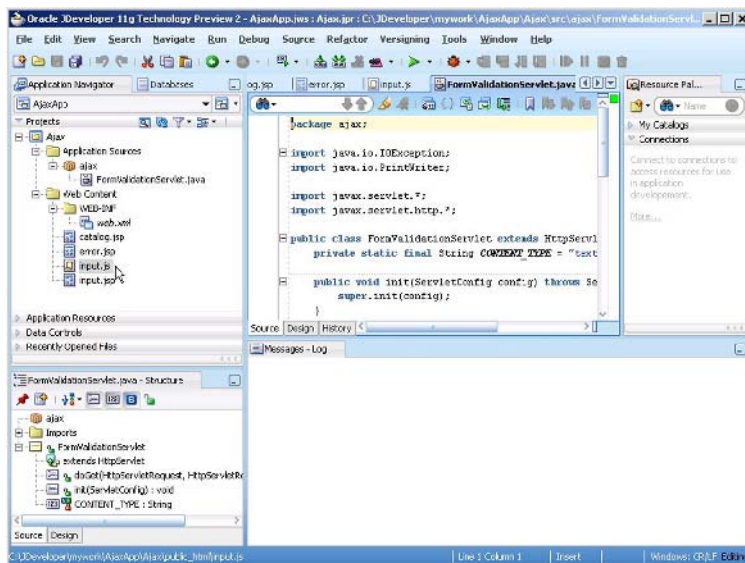 Oracle JDeveloper 11g Technology Preview 2 - AjaxApp.jws : Ajax.jpr : C:\JDeveloper\mywork\AjaxApp\Ajax\src\ajax\FormValidationServl...
File Edit View Search Navigate Run Debug Source Refactor Versioning Tools Window Help
Application Navigator Databases
AjaxApp
Projects
Ajax
Application Sources
ajax
FormValidationServlet.java
Web Content
WEB-INF
web.xml
catalog.jsp
error.jsp
input.js
input.jsp
Application Resources
Data Controls
Recently Opened Files
og.jsp error.jsp input.js FormValidationServlet.java
package ajax;
import java.io.IOException;
import java.io.PrintWriter;
import javax.servlet.*;
import javax.servlet.http.*;
public class FormValidationServlet extends HttpServl
private static final String CONTENT_TYPE = "text
public void init(ServletConfig config) throws Se
super.init(config);
}
Source Design History
Resource Pal...
Name
My Catalogs
Connections
Connect to connections to
access resources for use
in application
developement.
More...
Messages - Log
FormValidationServlet.java - Structure
ajax
Imports
FormValidationServlet
extends HttpServlet
doGet(HttpServletRequest, HttpServletRe
init(ServletConfig) : void
CONTENT_TYPE : String
Source Design
C:\JDeveloper\mywork\AjaxApp\Ajax\public_html\input.js Line 1 Column 1 Insert Windows: CR/LF Editing